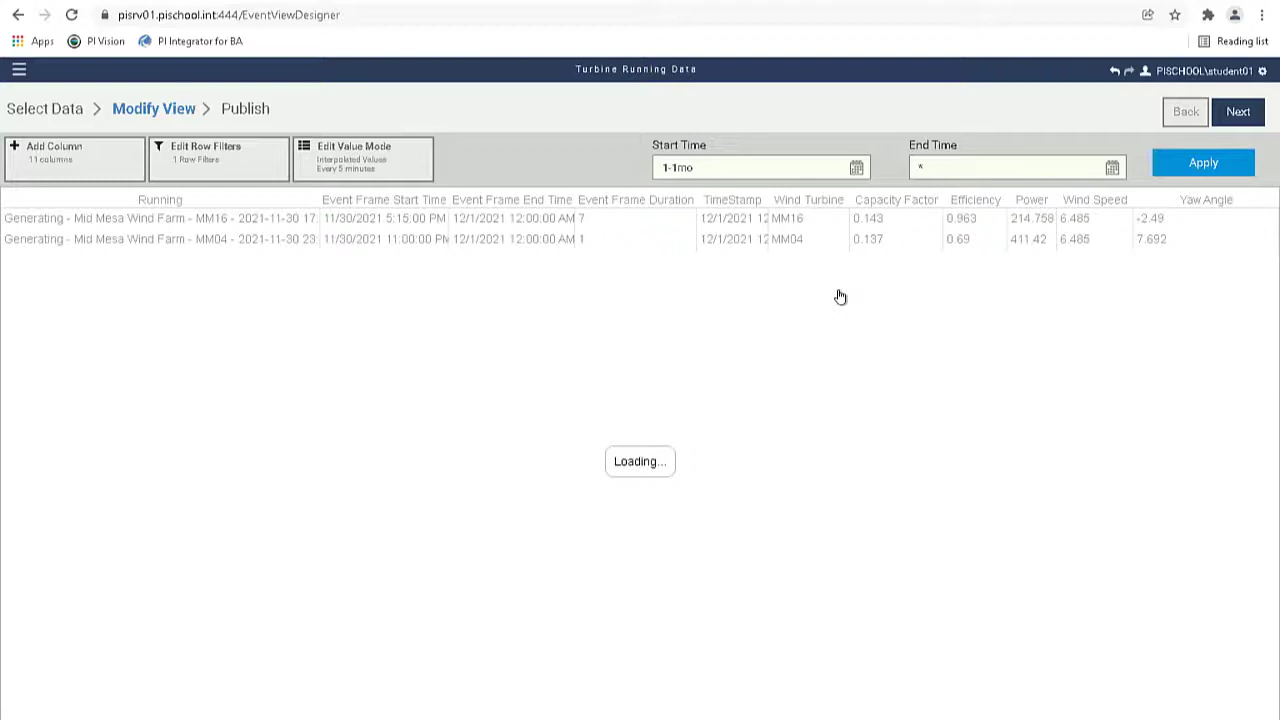 pisrv01.pischool.int:444/EventViewDesigner
Apps PI Vision PI Integrator for BA Reading list
Turbine Running Data PISCHOOL\student01
Select Data > Modify View > Publish Back Next
Add Column Edit Row Filters Edit Value Mode Start Time End Time
11 columns 1 Row Filters Interpolated Values
Every 5 minutes
1-1mo * Apply
Running Event Frame Start Time Event Frame End Time Event Frame Duration TimeStamp Wind Turbine Capacity Factor Efficiency Power Wind Speed Yaw Angle
Generating - Mid Mesa Wind Farm - MM16 - 2021-11-30 17: 11/30/2021 5:15:00 PM 12/1/2021 12:00:00 AM 7 12/1/2021 12 MM16 0.143 0.963 214.758 6.485 -2.49
Generating - Mid Mesa Wind Farm - MM04 - 2021-11-30 23 11/30/2021 11:00:00 PM 12/1/2021 12:00:00 AM 1 12/1/2021 12 MM04 0.137 0.69 411.42 6.485 7.692
Loading...